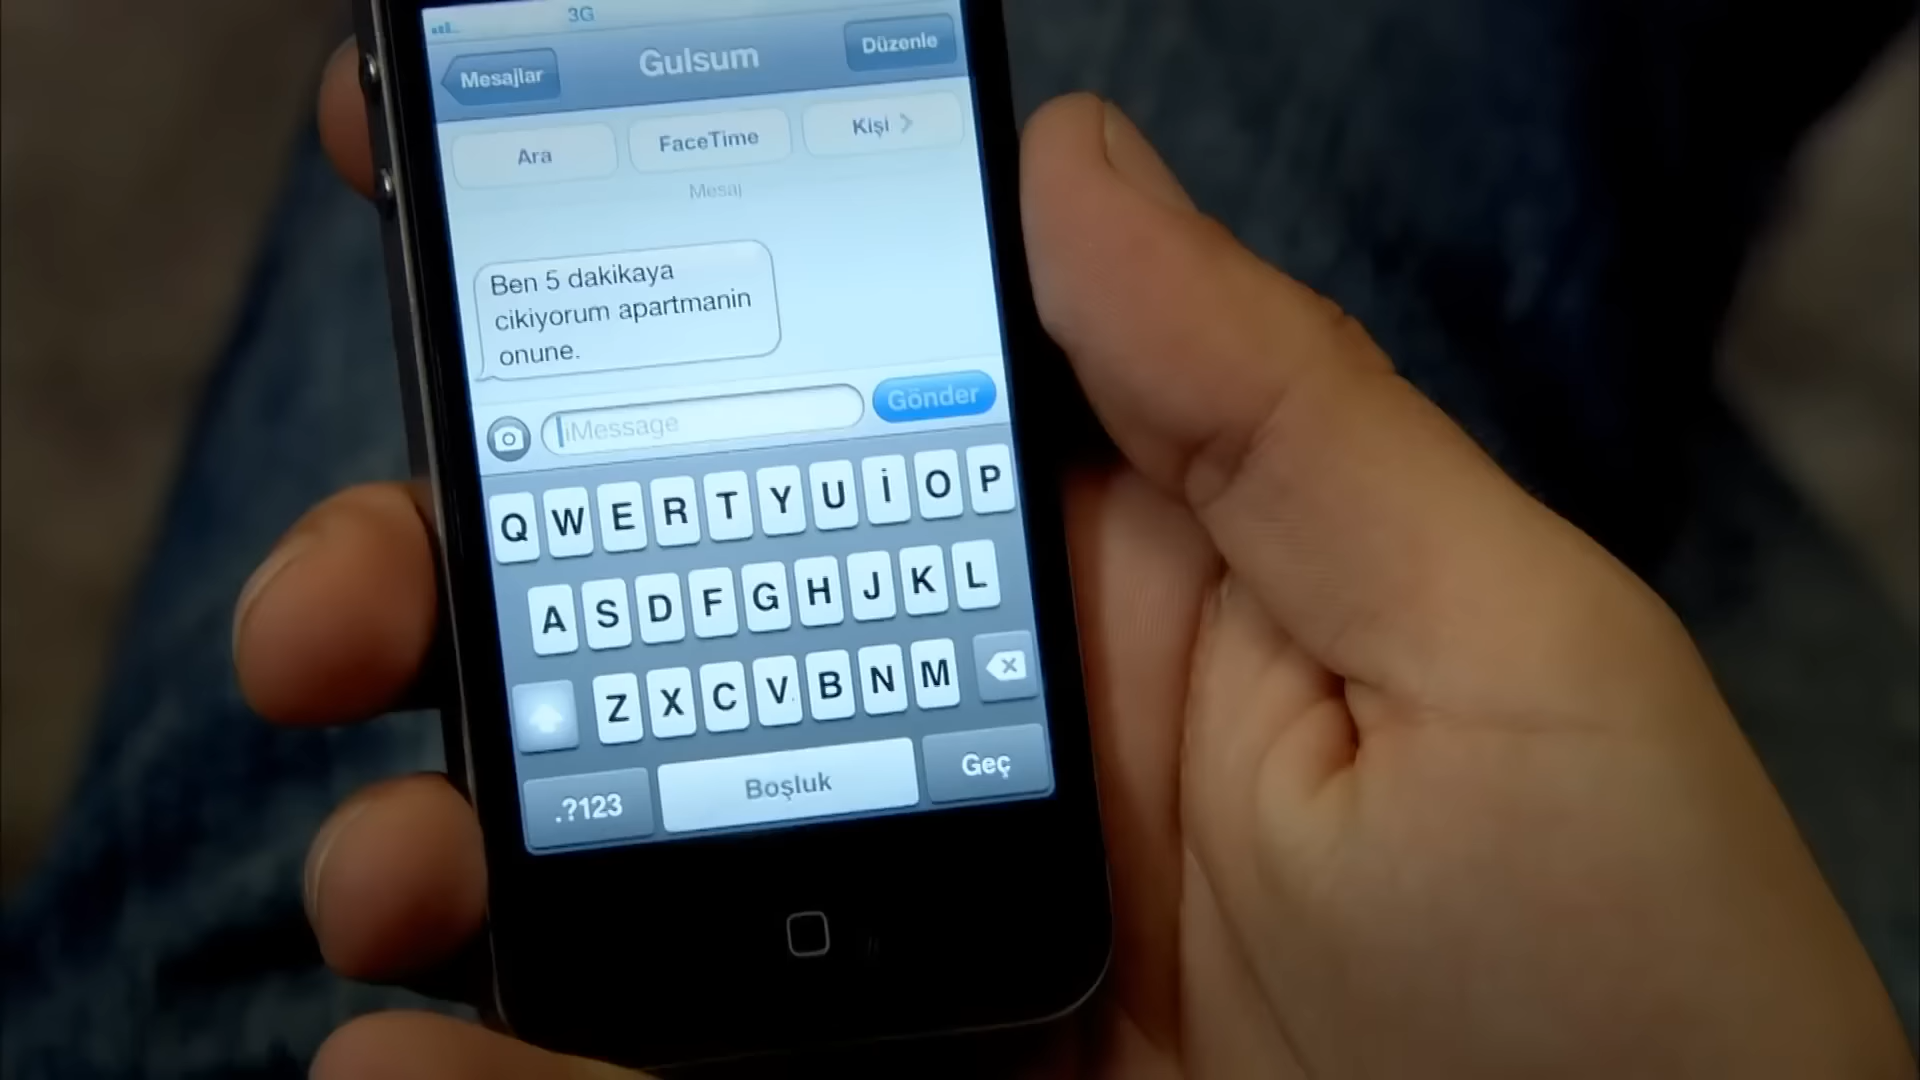 3G
Mesajlar Gulsum Düzenle
Ara FaceTime Kişi
Mesaj
Ben 5 dakikaya
cikiyorum apartmanin
onune.
iMessage Gönder
Q W E R T Y U İ O P
A S D F G H J K L
Z X C V B N M
.?123 Boşluk Geç